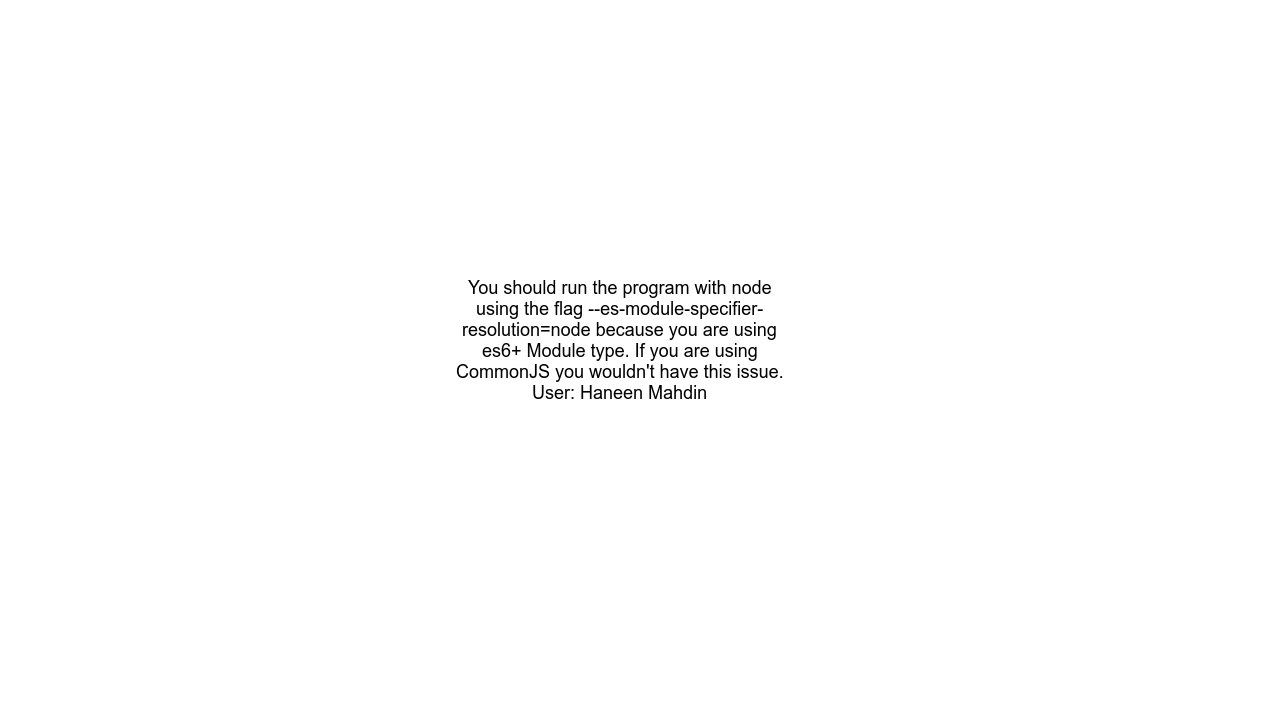 You should run the program with node
using the flag --es-module-specifier-
resolution=node because you are using
es6+ Module type. If you are using
CommonJS you wouldn't have this issue.
User: Haneen Mahdin